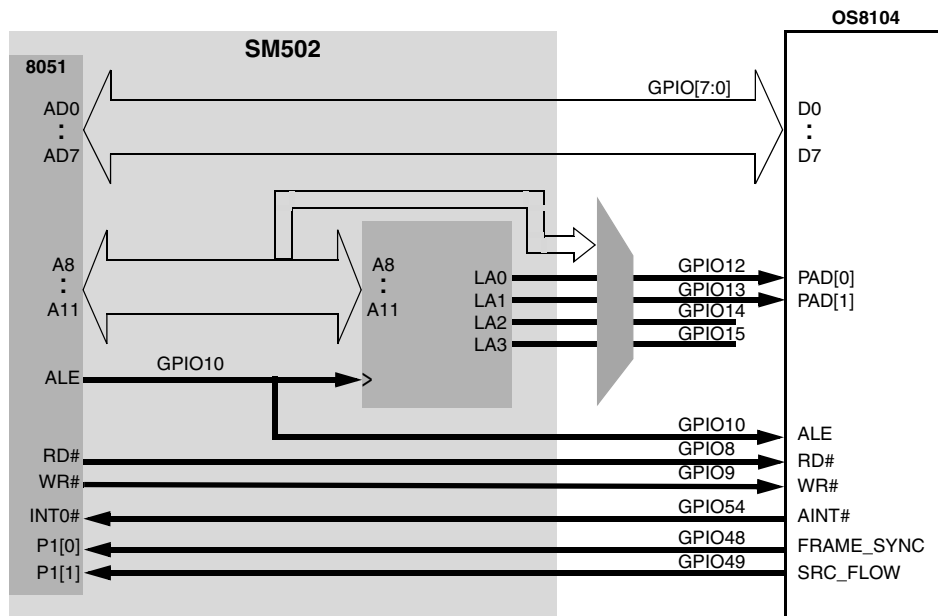 OS8104
SM502
8051
GPIO[7:0]
AD0
:
AD7
D0
:
D7
A8
:
A11
A8
:
A11
LA0
LA1
LA2
LA3
GPIO12
GPIO13
GPIO14
GPIO15
PAD[0]
PAD[1]
ALE
GPIO10
>
GPIO10
ALE
RD#
GPIO8
RD#
WR#
GPIO9
WR#
INT0#
GPIO54
AINT#
P1[0]
GPIO48
FRAME_SYNC
P1[1]
GPIO49
SRC_FLOW